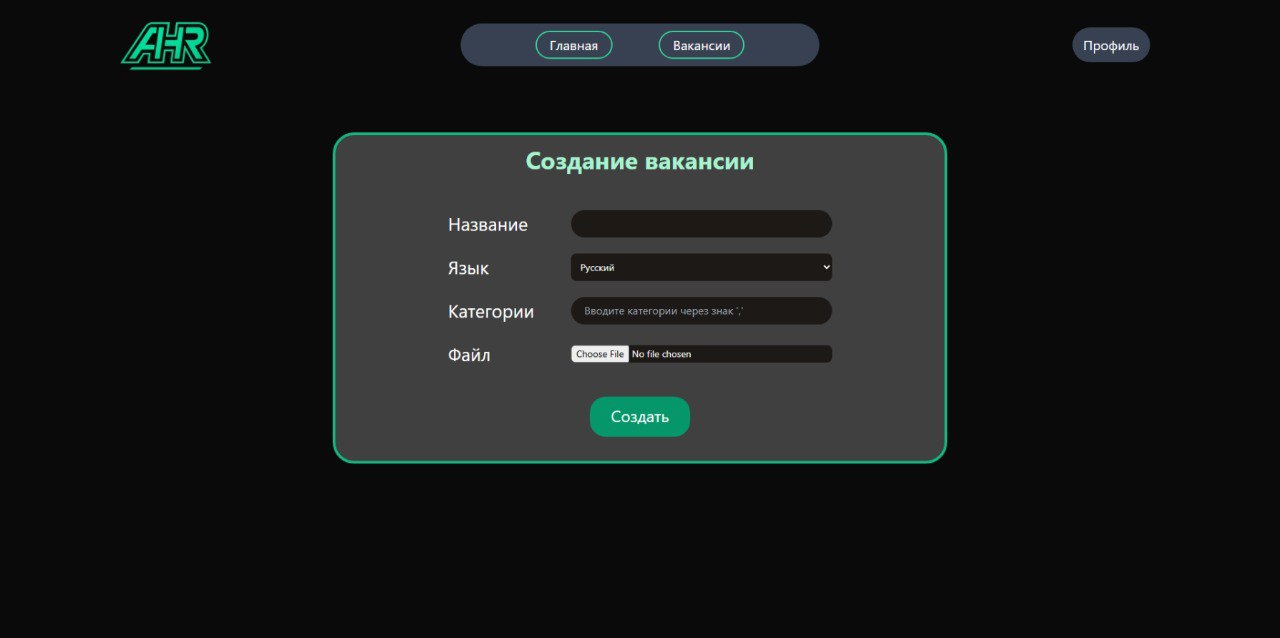 AHR
Главная
Вакансии
Профиль
Создание вакансии
Название
Язык
Русский
Категории
Вводите категории через знак ','
Файл
Choose File No file chosen
Создать